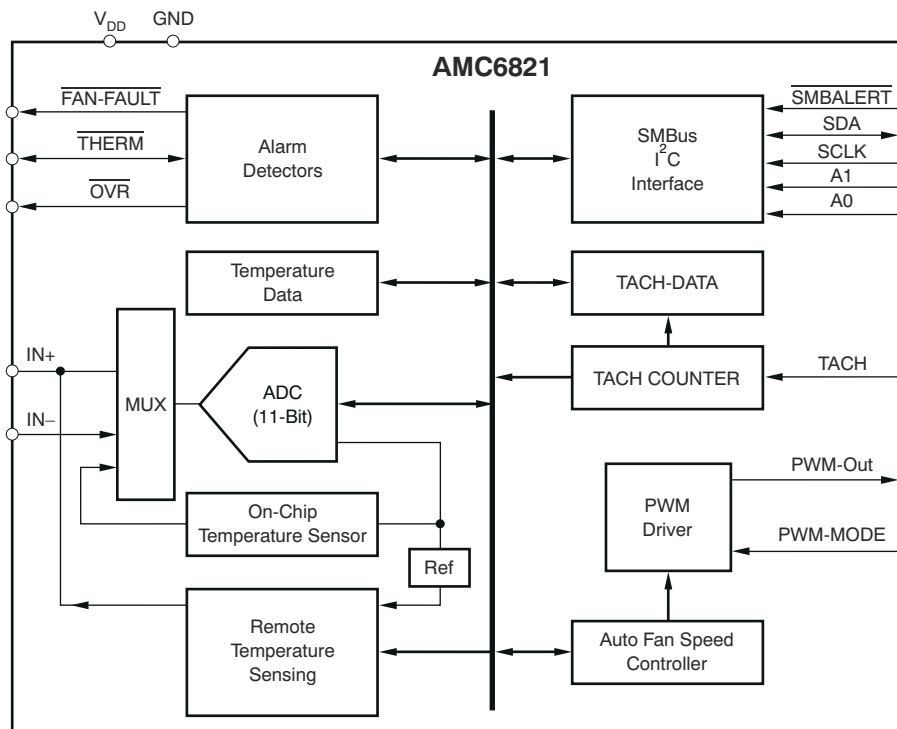 VDD GND
AMC6821
FAN-FAULT
THERM
OVR
Alarm
Detectors
SMBus
I2C
Interface
SMBALERT
SDA
SCLK
A1
A0
Temperature
Data
TACH-DATA
IN+
IN–
MUX
ADC
(11-Bit)
TACH COUNTER
TACH
On-Chip
Temperature Sensor
Ref
PWM
Driver
PWM-Out
PWM-MODE
Remote
Temperature
Sensing
Auto Fan Speed
Controller